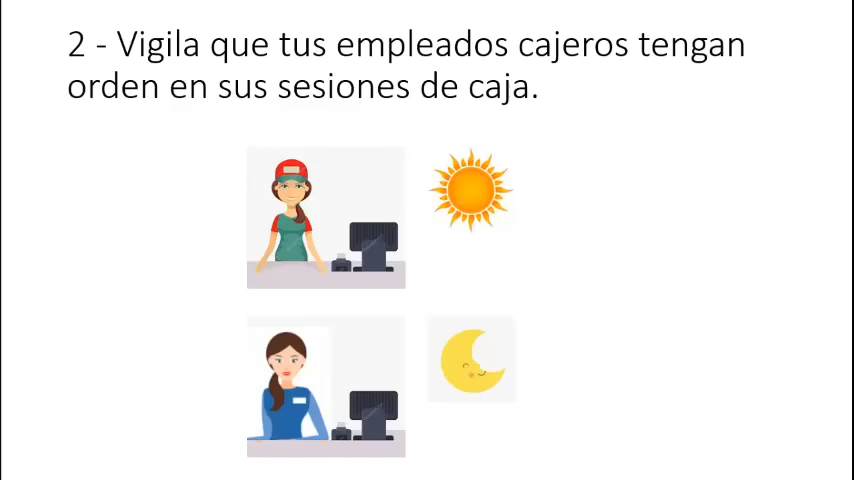 2 - Vigila que tus empleados cajeros tengan
orden en sus sesiones de caja.